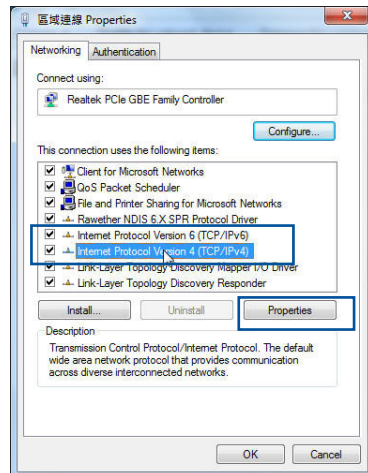 區域連線 Properties
Networking Authentication
Connect using:
Realtek PCIe GBE Family Controller
Configure...
This connection uses the following items:
Client for Microsoft Networks
QoS Packet Scheduler
File and Printer Sharing for Microsoft Networks
Rawether NDIS 6.X SPR Protocol Driver
Internet Protocol Version 6 (TCP/IPv6)
Internet Protocol Version 4 (TCP/IPv4)
Link-Layer Topology Discovery Mapper I/O Driver
Link-Layer Topology Discovery Responder
Install... Uninstall Properties
Description
Transmission Control Protocol/Internet Protocol. The default
wide area network protocol that provides communication
across diverse interconnected networks.
OK Cancel